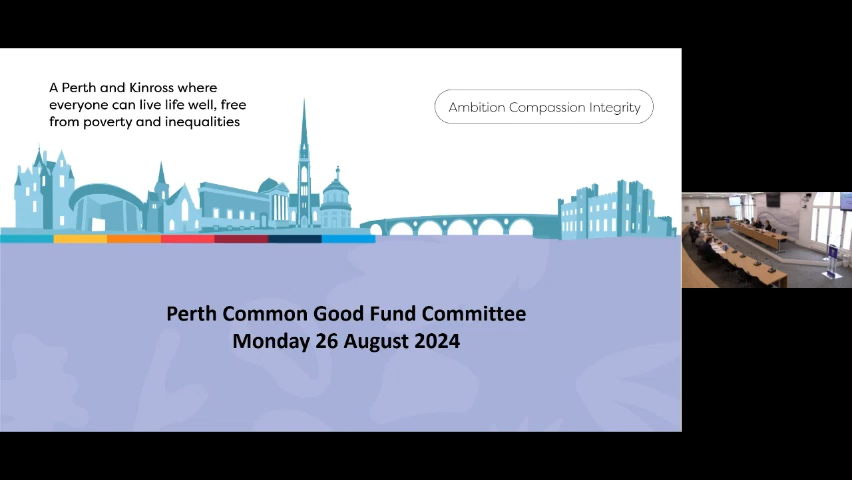 A Perth and Kinross where
everyone can live life well, free
from poverty and inequalities
Ambition Compassion Integrity
Perth Common Good Fund Committee
Monday 26 August 2024